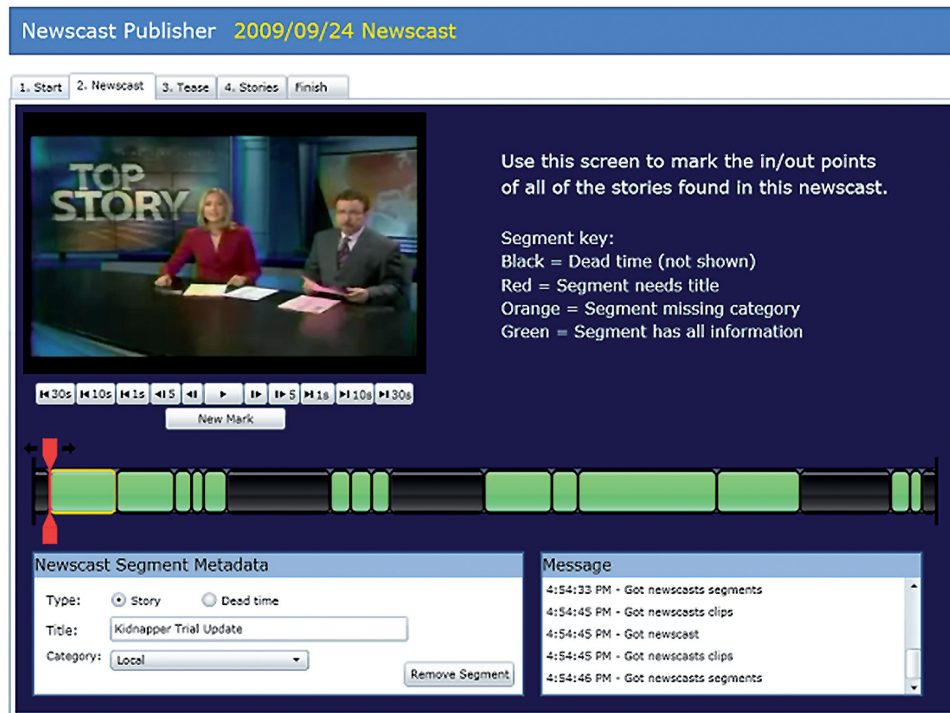 Newscast Publisher 2009/09/24 Newscast
1. Start 2. Newscast 3. Tease 4. Stories Finish
TOP
STORY
Use this screen to mark the in/out points
of all of the stories found in this newscast.
Segment key:
Black = Dead time (not shown)
Red = Segment needs title
Orange = Segment missing category
Green = Segment has all information
30s 10s 1s 5 5 1s 10s 30s
New Mark
Newscast Segment Metadata
Type: Story Dead time
Title: Kidnapper Trial Update
Category: Local
Remove Segment
Message
4:54:33 PM - Got newscasts segments
4:54:45 PM - Got newscasts clips
4:54:45 PM - Got newscast
4:54:45 PM - Got newscasts clips
4:54:46 PM - Got newscasts segments